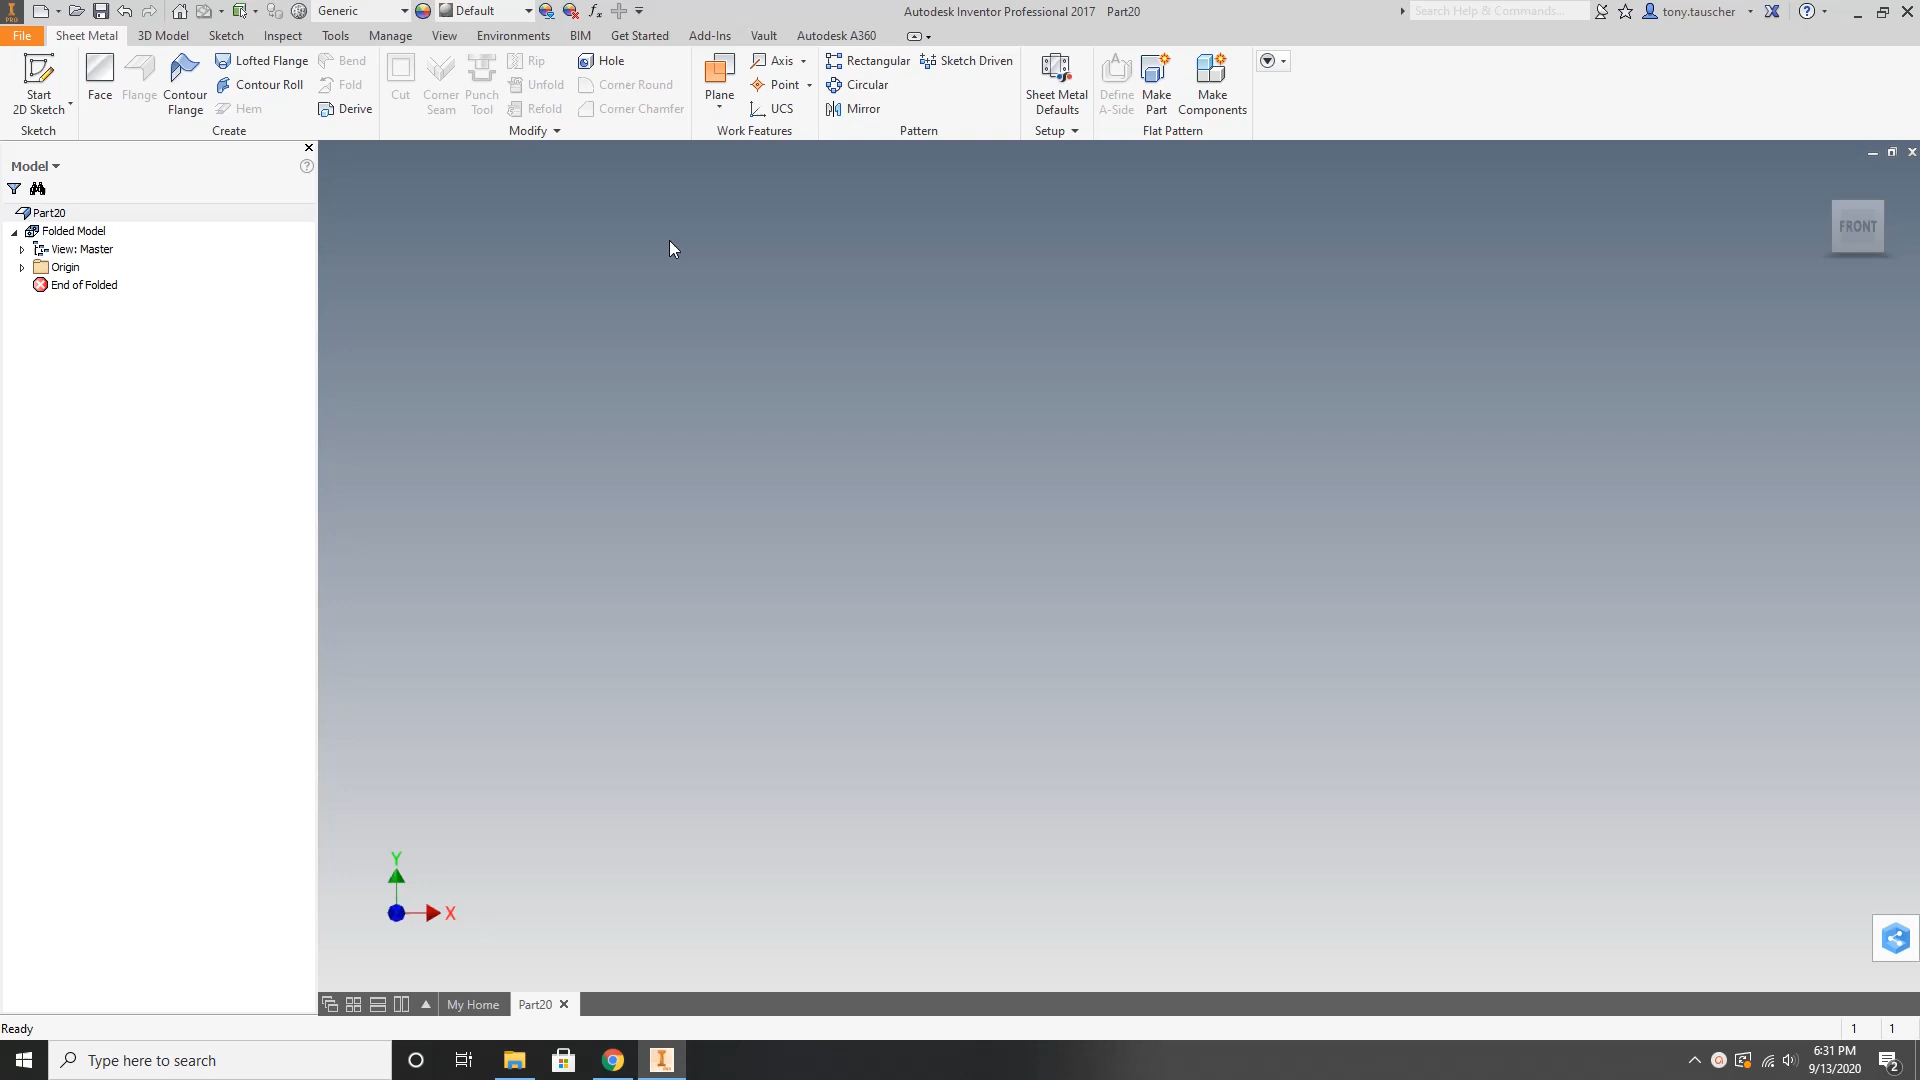 Generic Default Autodesk Inventor Professional 2017 Part20 Search Help & Commands... tony.tauscher
File Sheet Metal 3D Model Sketch Inspect Tools Manage View Environments BIM Get Started Add-Ins Vault Autodesk A360
Start 2D Sketch
Face
Flange
Contour Flange
Lofted Flange
Contour Roll
Hem
Bend
Fold
Derive
Cut
Corner Seam
Punch Tool
Rip
Unfold
Refold
Hole
Corner Round
Corner Chamfer
Plane
Axis
Point
UCS
Rectangular
Circular
Mirror
Sketch Driven
Sheet Metal Defaults
Define A-Side
Make Part
Make Components
Sketch Create Modify Work Features Pattern Setup Flat Pattern
Model
Part20
Folded Model
View: Master
Origin
End of Folded
FRONT
Y
X
My Home Part20
Ready 1 1
Type here to search
6:31 PM
9/13/2020
2